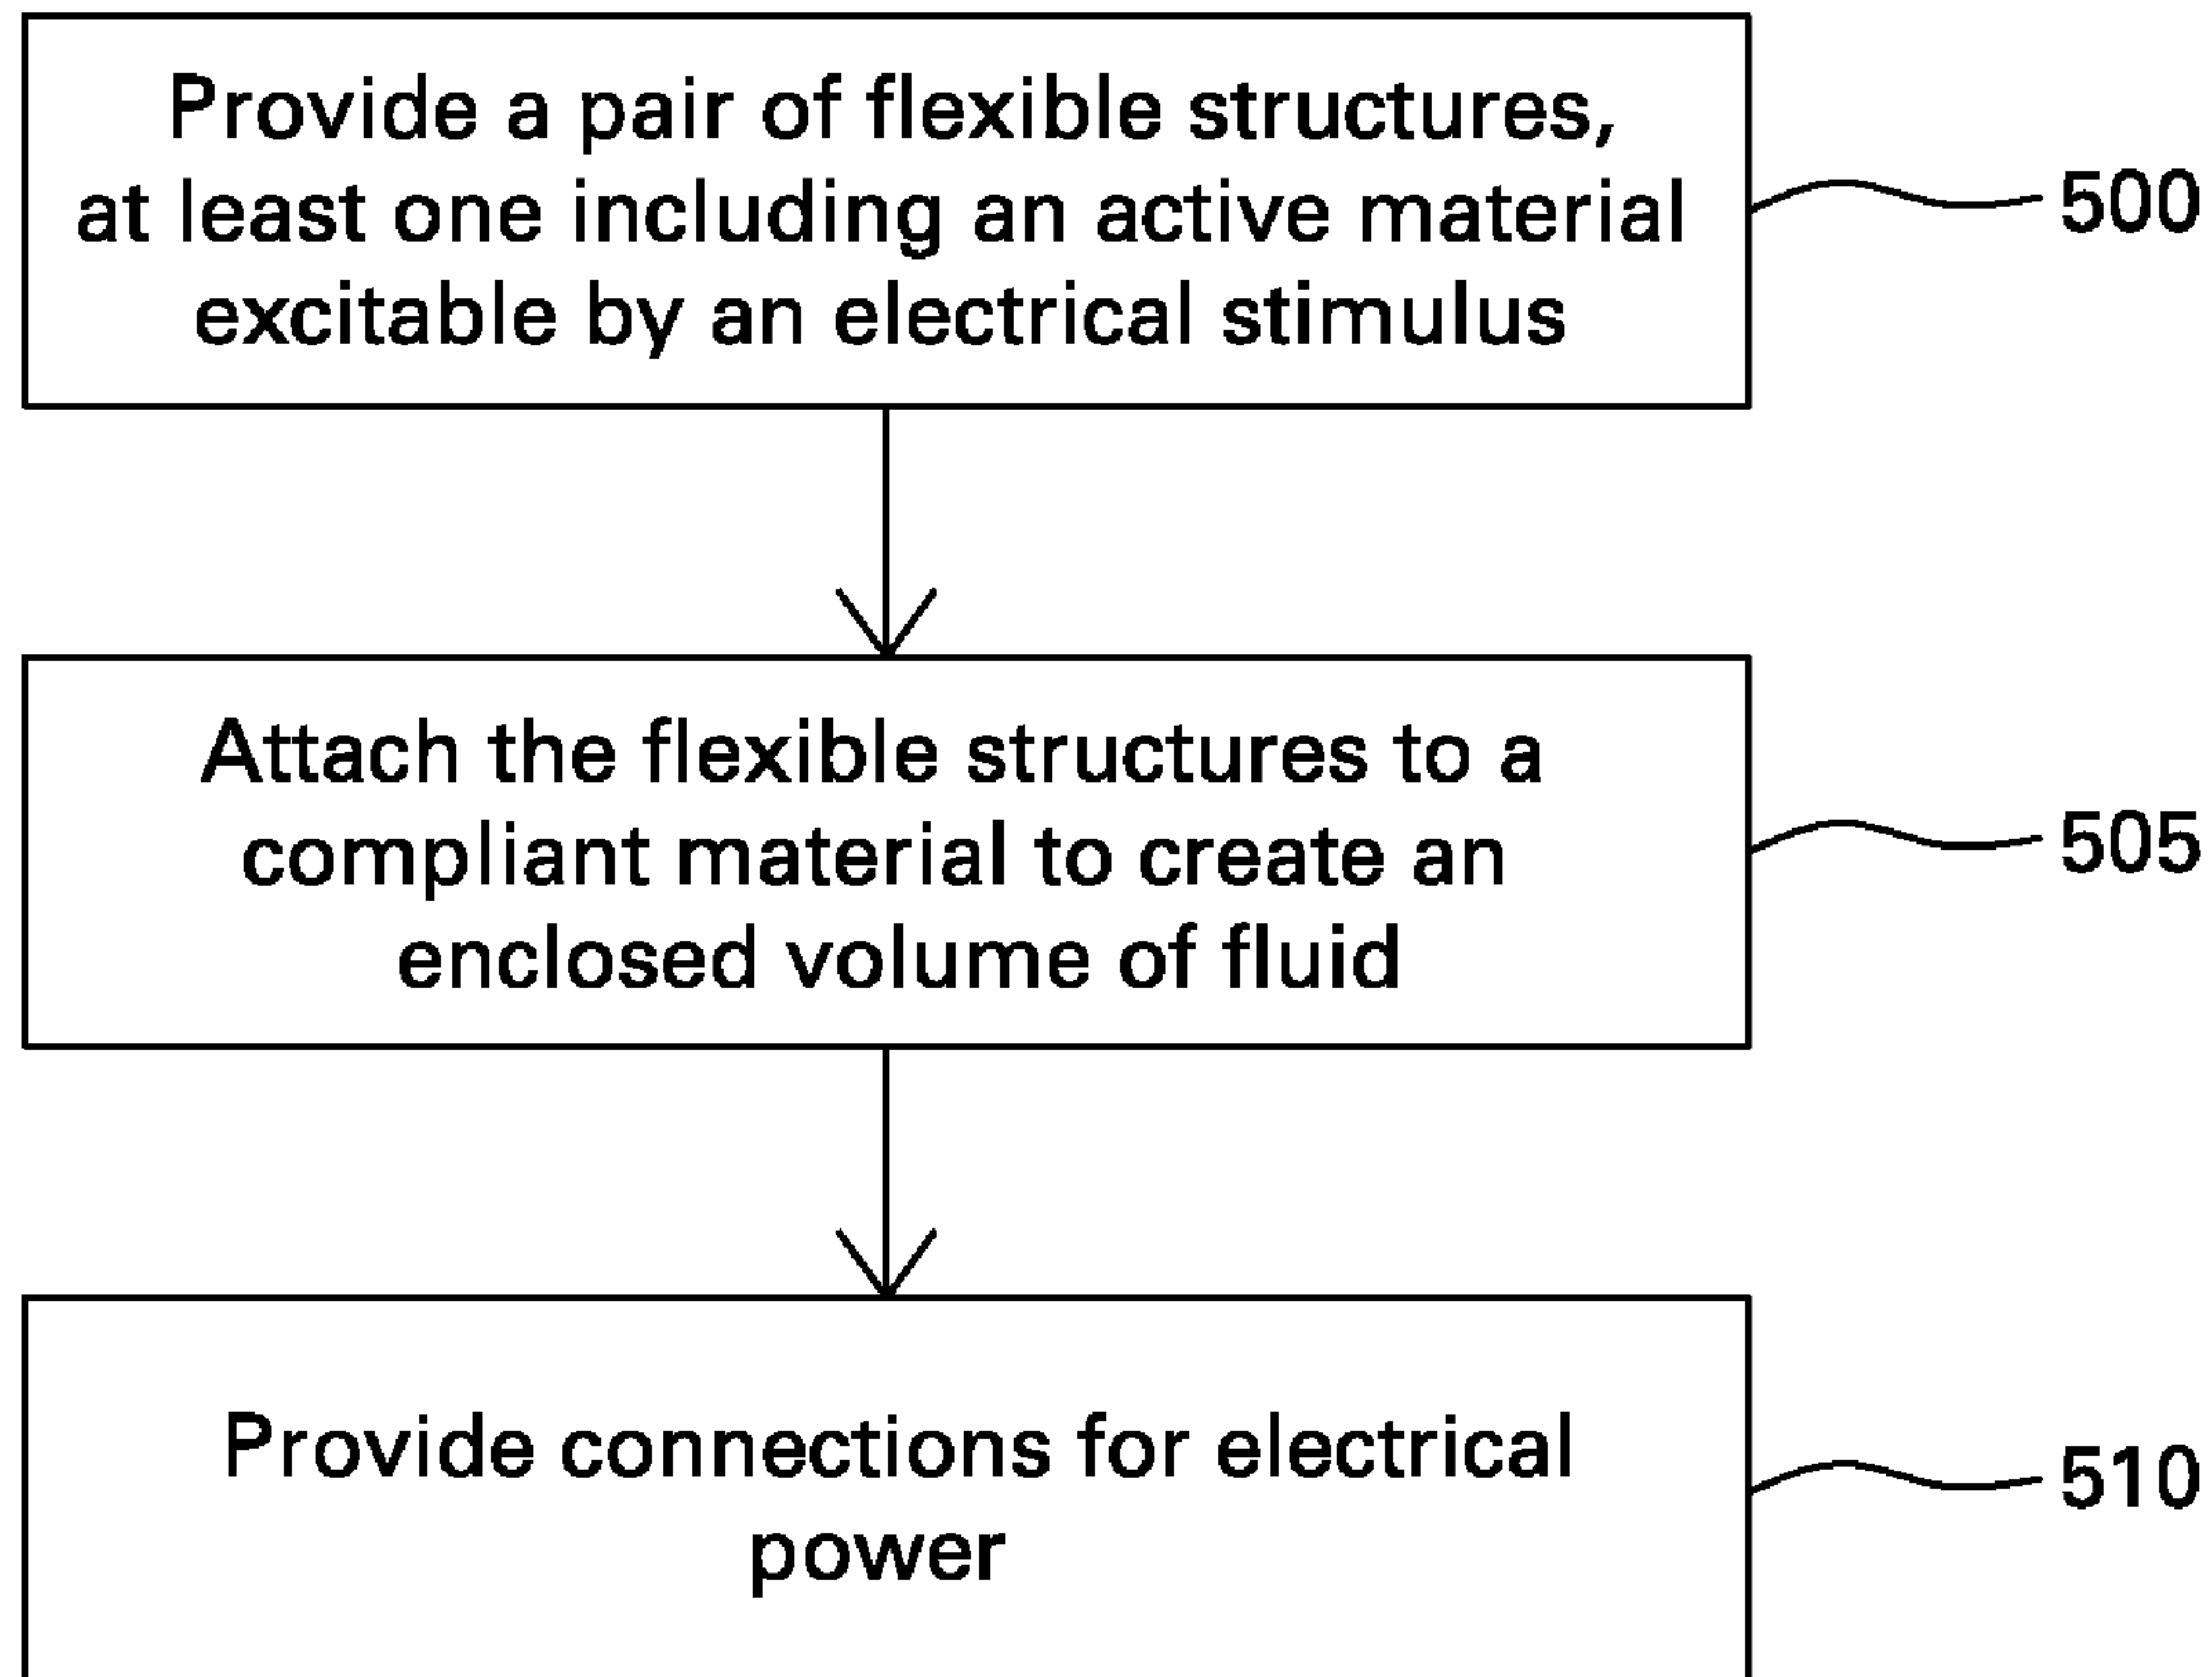 Provide a pair of flexible structures,
at least one including an active material
excitable by an electrical stimulus
500
Attach the flexible structures to a
compliant material to create an
enclosed volume of fluid
505
Provide connections for electrical
power
510